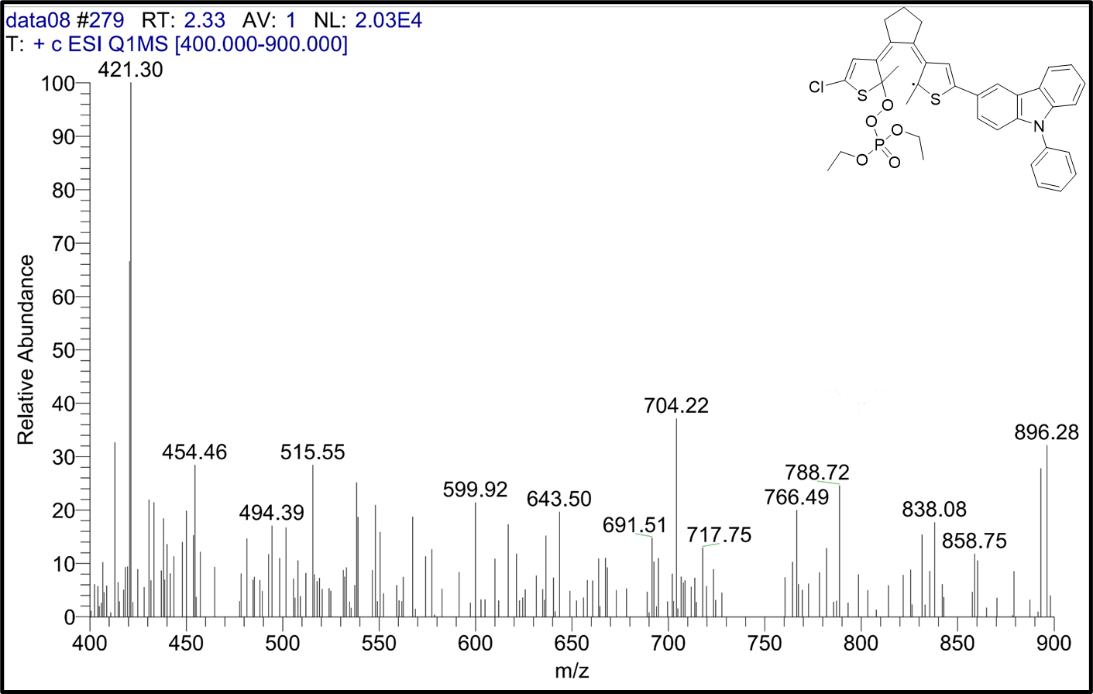 data08 #279 RT: 2.33 AV: 1 NL: 2.03E4
T: + c ESI Q1MS [400.000-900.000]
421.30
100
90
80
70
60
50
40
30
20
10
0
Relative Abundance
454.46
494.39
515.55
599.92
643.50
691.51
704.22
717.75
766.49
788.72
838.08
858.75
896.28
400
450
500
550
600
650
700
750
800
850
900
m/z
Cl
S
O
O
P
O
O
O
S
N